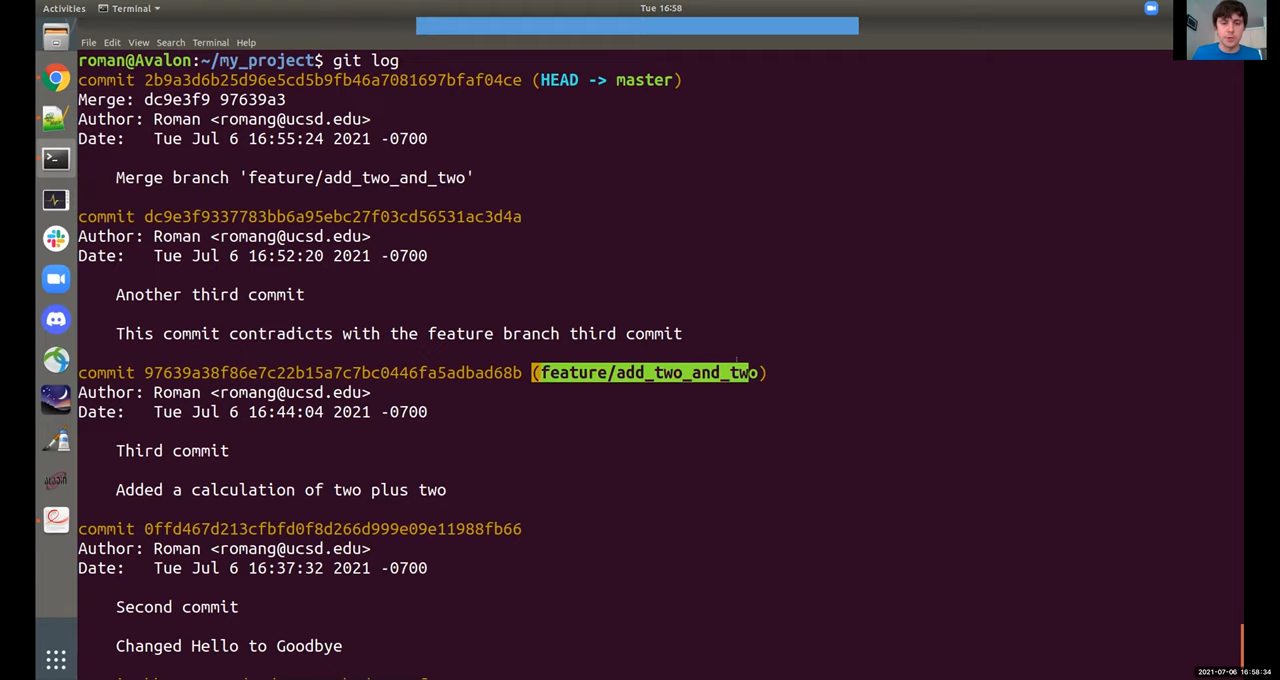 Activities Terminal Tue 16:58
File Edit View Search Terminal Help
roman@Avalon:~/my_project$ git log
commit 2b9a3d6b25d96e5cd5b9fb46a7081697bfaf04ce (HEAD -> master)
Merge: dc9e3f9 97639a3
Author: Roman <romang@ucsd.edu>
Date:   Tue Jul 6 16:55:24 2021 -0700
Merge branch 'feature/add_two_and_two'
commit dc9e3f9337783bb6a95ebc27f03cd56531ac3d4a
Author: Roman <romang@ucsd.edu>
Date:   Tue Jul 6 16:52:20 2021 -0700
Another third commit
This commit contradicts with the feature branch third commit
commit 97639a38f86e7c22b15a7c7bc0446fa5adbad68b (feature/add_two_and_two)
Author: Roman <romang@ucsd.edu>
Date:   Tue Jul 6 16:44:04 2021 -0700
Third commit
Added a calculation of two plus two
commit 0ffd467d213cfbfd0f8d266d999e09e11988fb66
Author: Roman <romang@ucsd.edu>
Date:   Tue Jul 6 16:37:32 2021 -0700
Second commit
Changed Hello to Goodbye
2021-07-06 16:58:34